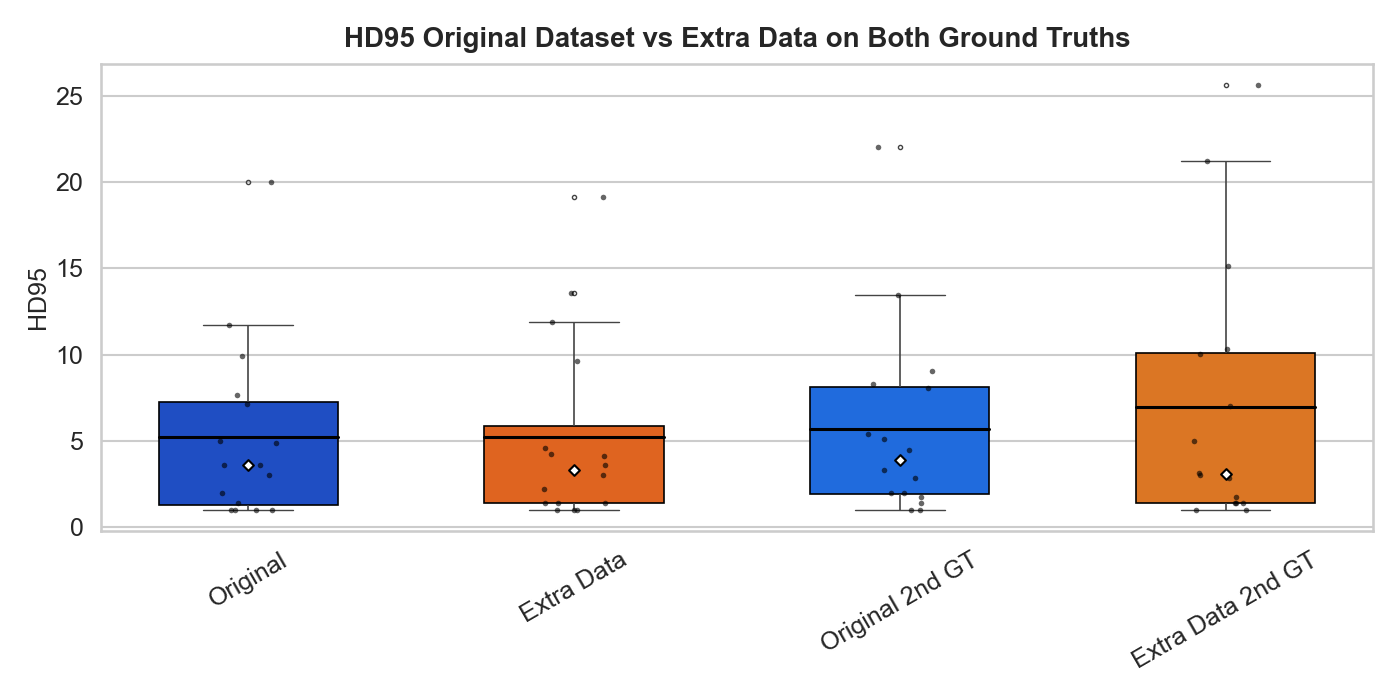 HD95 Original Dataset vs Extra Data on Both Ground Truths
HD95
25
20
15
10
5
0
Original
Extra Data
Original 2nd GT
Extra Data 2nd GT